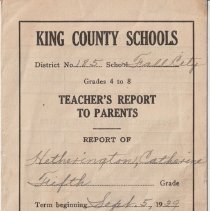 KING COUNTY SCHOOLS
District No. 185 School Fall City
Grades 4 to 8
TEACHER'S REPORT
TO PARENTS
REPORT OF
Hetherington, Catherine
Fifth Grade
Term beginning Sept. 5, 1929